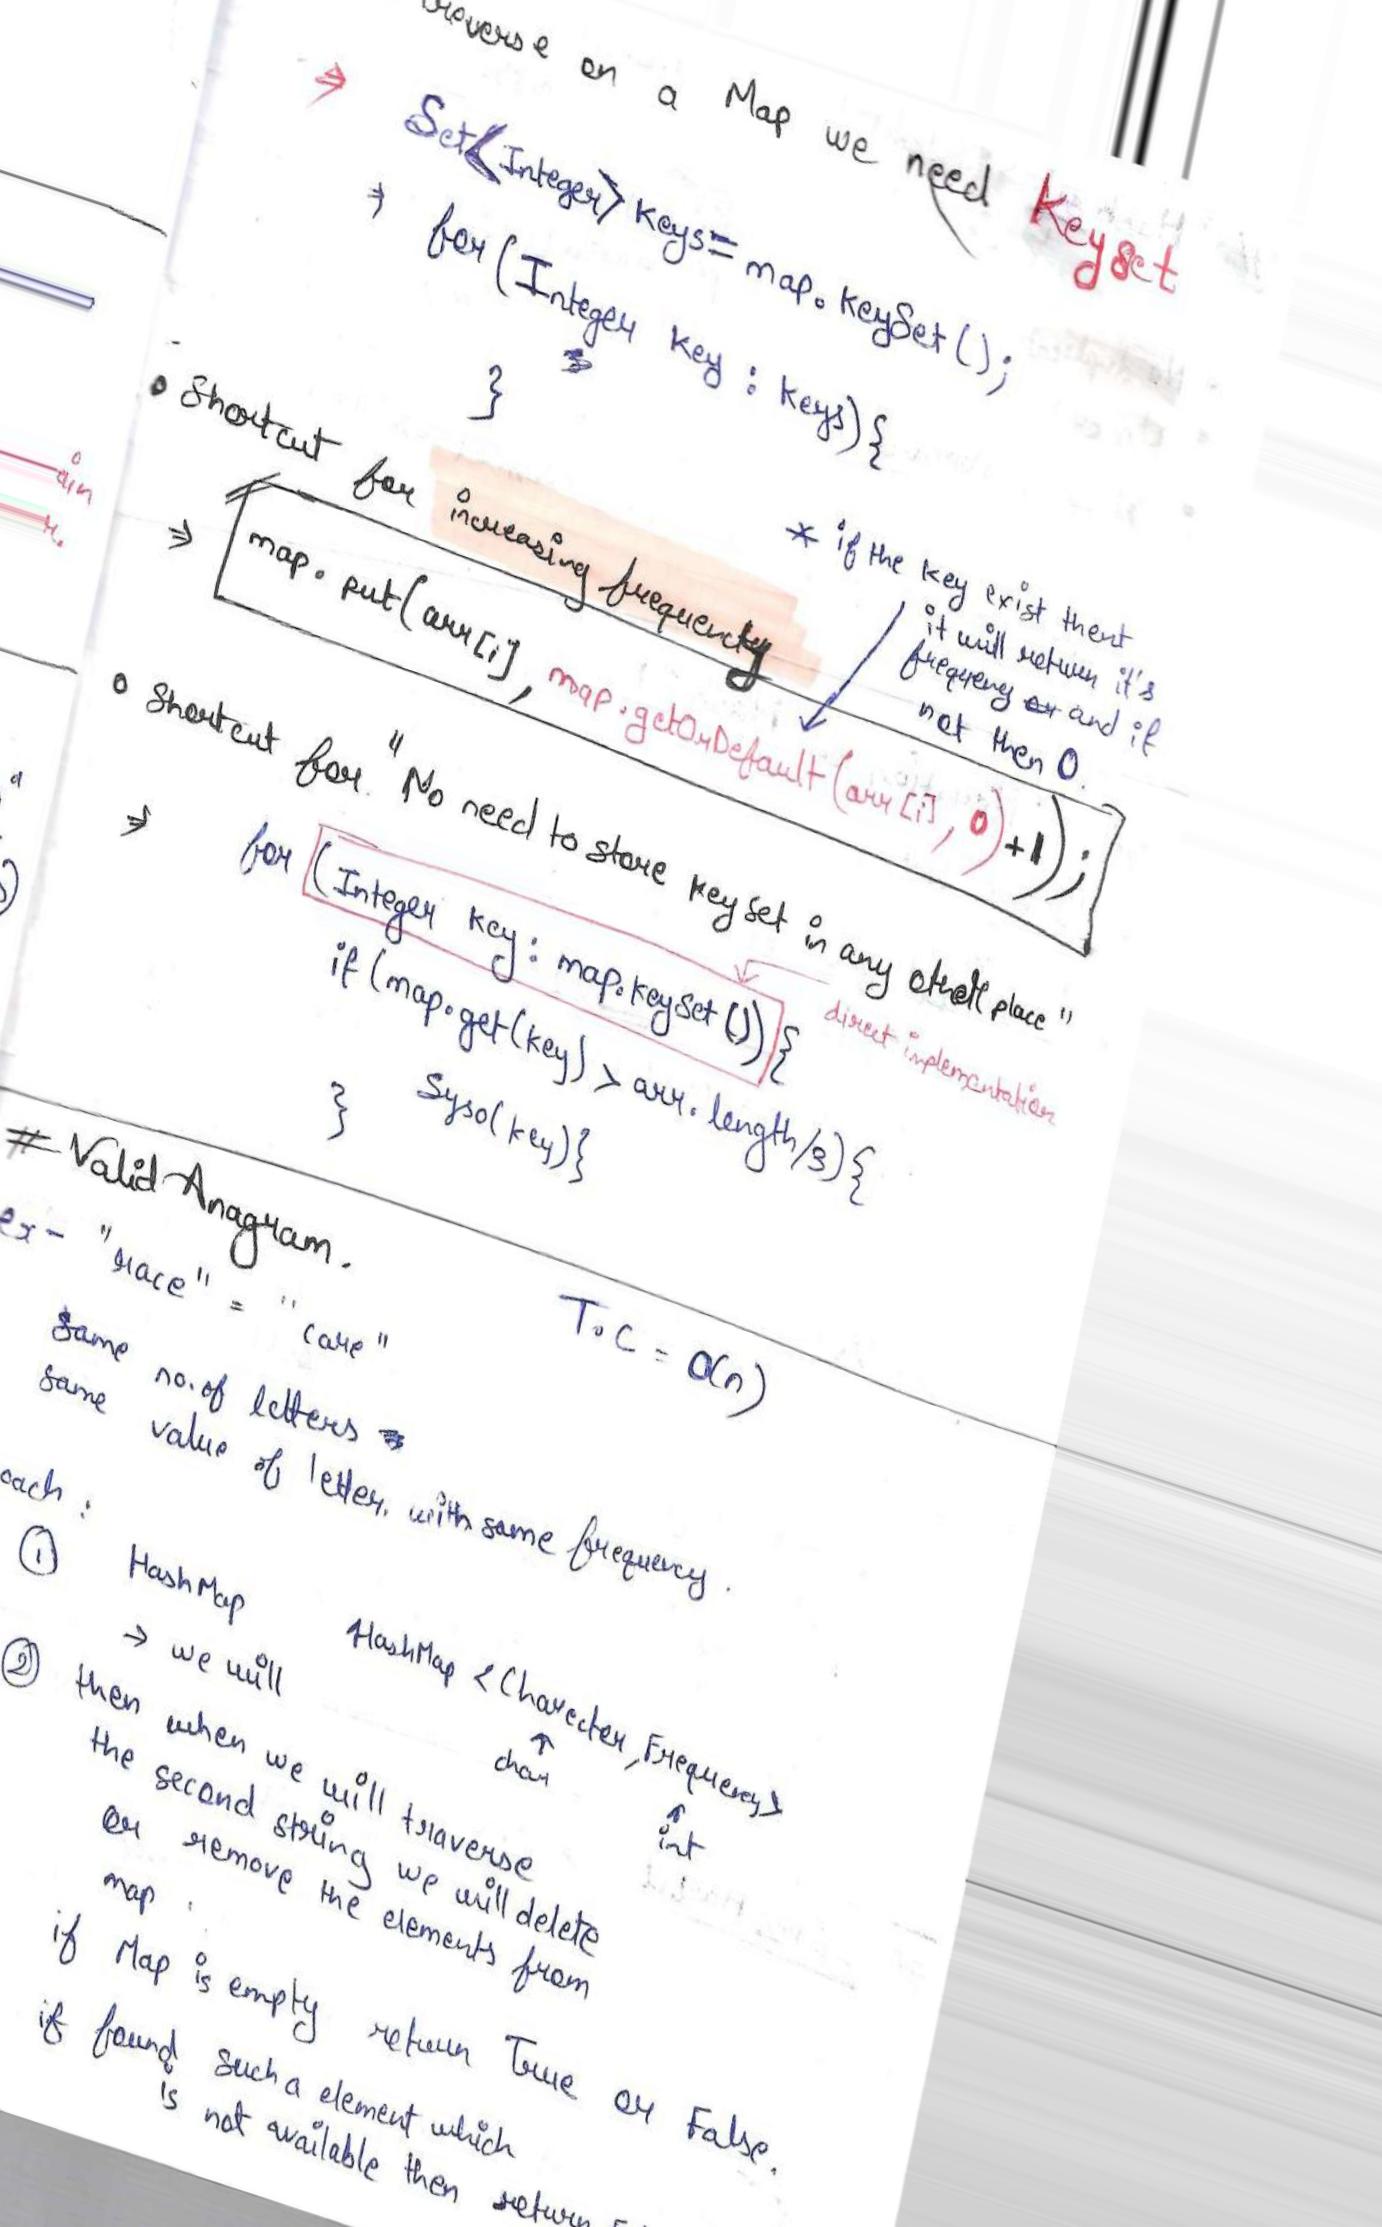 on a Map we need Keyset
⇒ Set<Integer> Keys = map.KeySet();
⇒ for(Integer Key : Keys){
}
• Shortcut for increasing frequency
⇒ map.put(arr[i], map.getOrDefault(arr[i], 0)+1);
* if the key exist then
it will return it's
frequency and if
not then 0.
• Shortcut for "No need to store keyset in any other place"
⇒ for (Integer Key: map.KeySet()){
direct implementation
if (map.get(key) > arr.length/3){
Syso(key)}
}
# Valid Anagram.
ex - "race" = "care"
T.C = O(n)
same no. of letters
same value of letter. with same frequency.
① HashMap HashMap <Charecter, Frequency>
char int
→ we will
② then when we will traverse
the second string we will delete
or remove the elements from
map.
if Map is empty return True or False.
if found such a element which
is not available then return